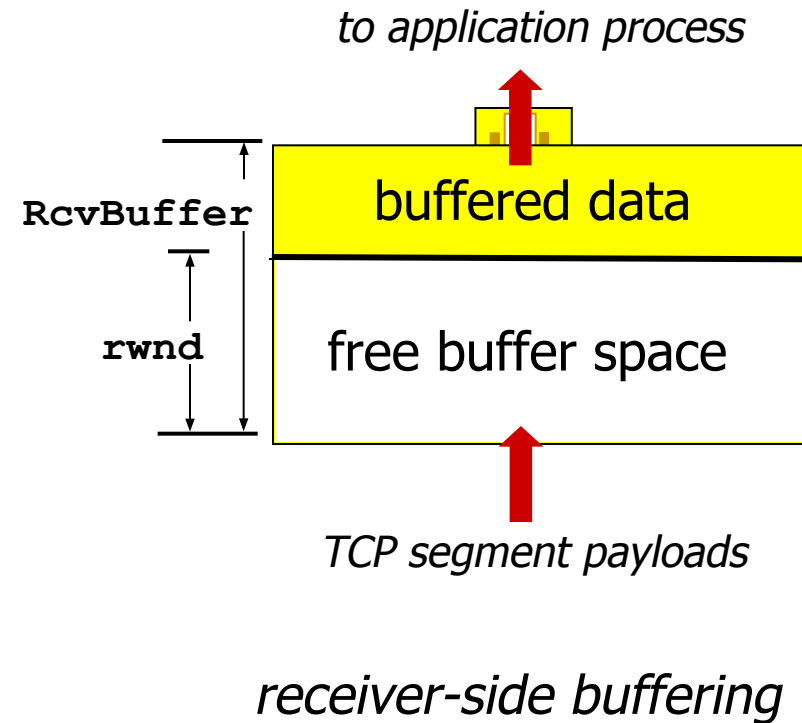 to application process
RcvBuffer
buffered data
rwnd
free buffer space
TCP segment payloads
receiver-side buffering